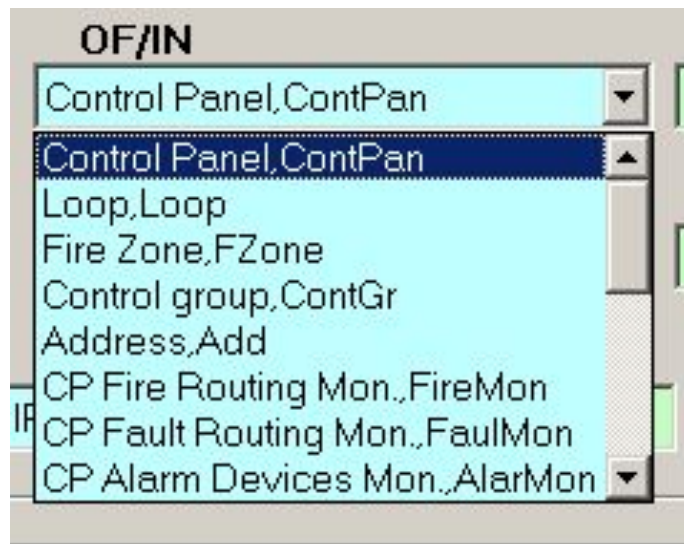 OF/IN
Control Panel,ContPan
Control Panel,ContPan
Loop,Loop
Fire Zone,FZone
Control group,ContGr
Address,Add
CP Fire Routing Mon.,FireMon
CP Fault Routing Mon.,FaulMon
CP Alarm Devices Mon.,AlarMon